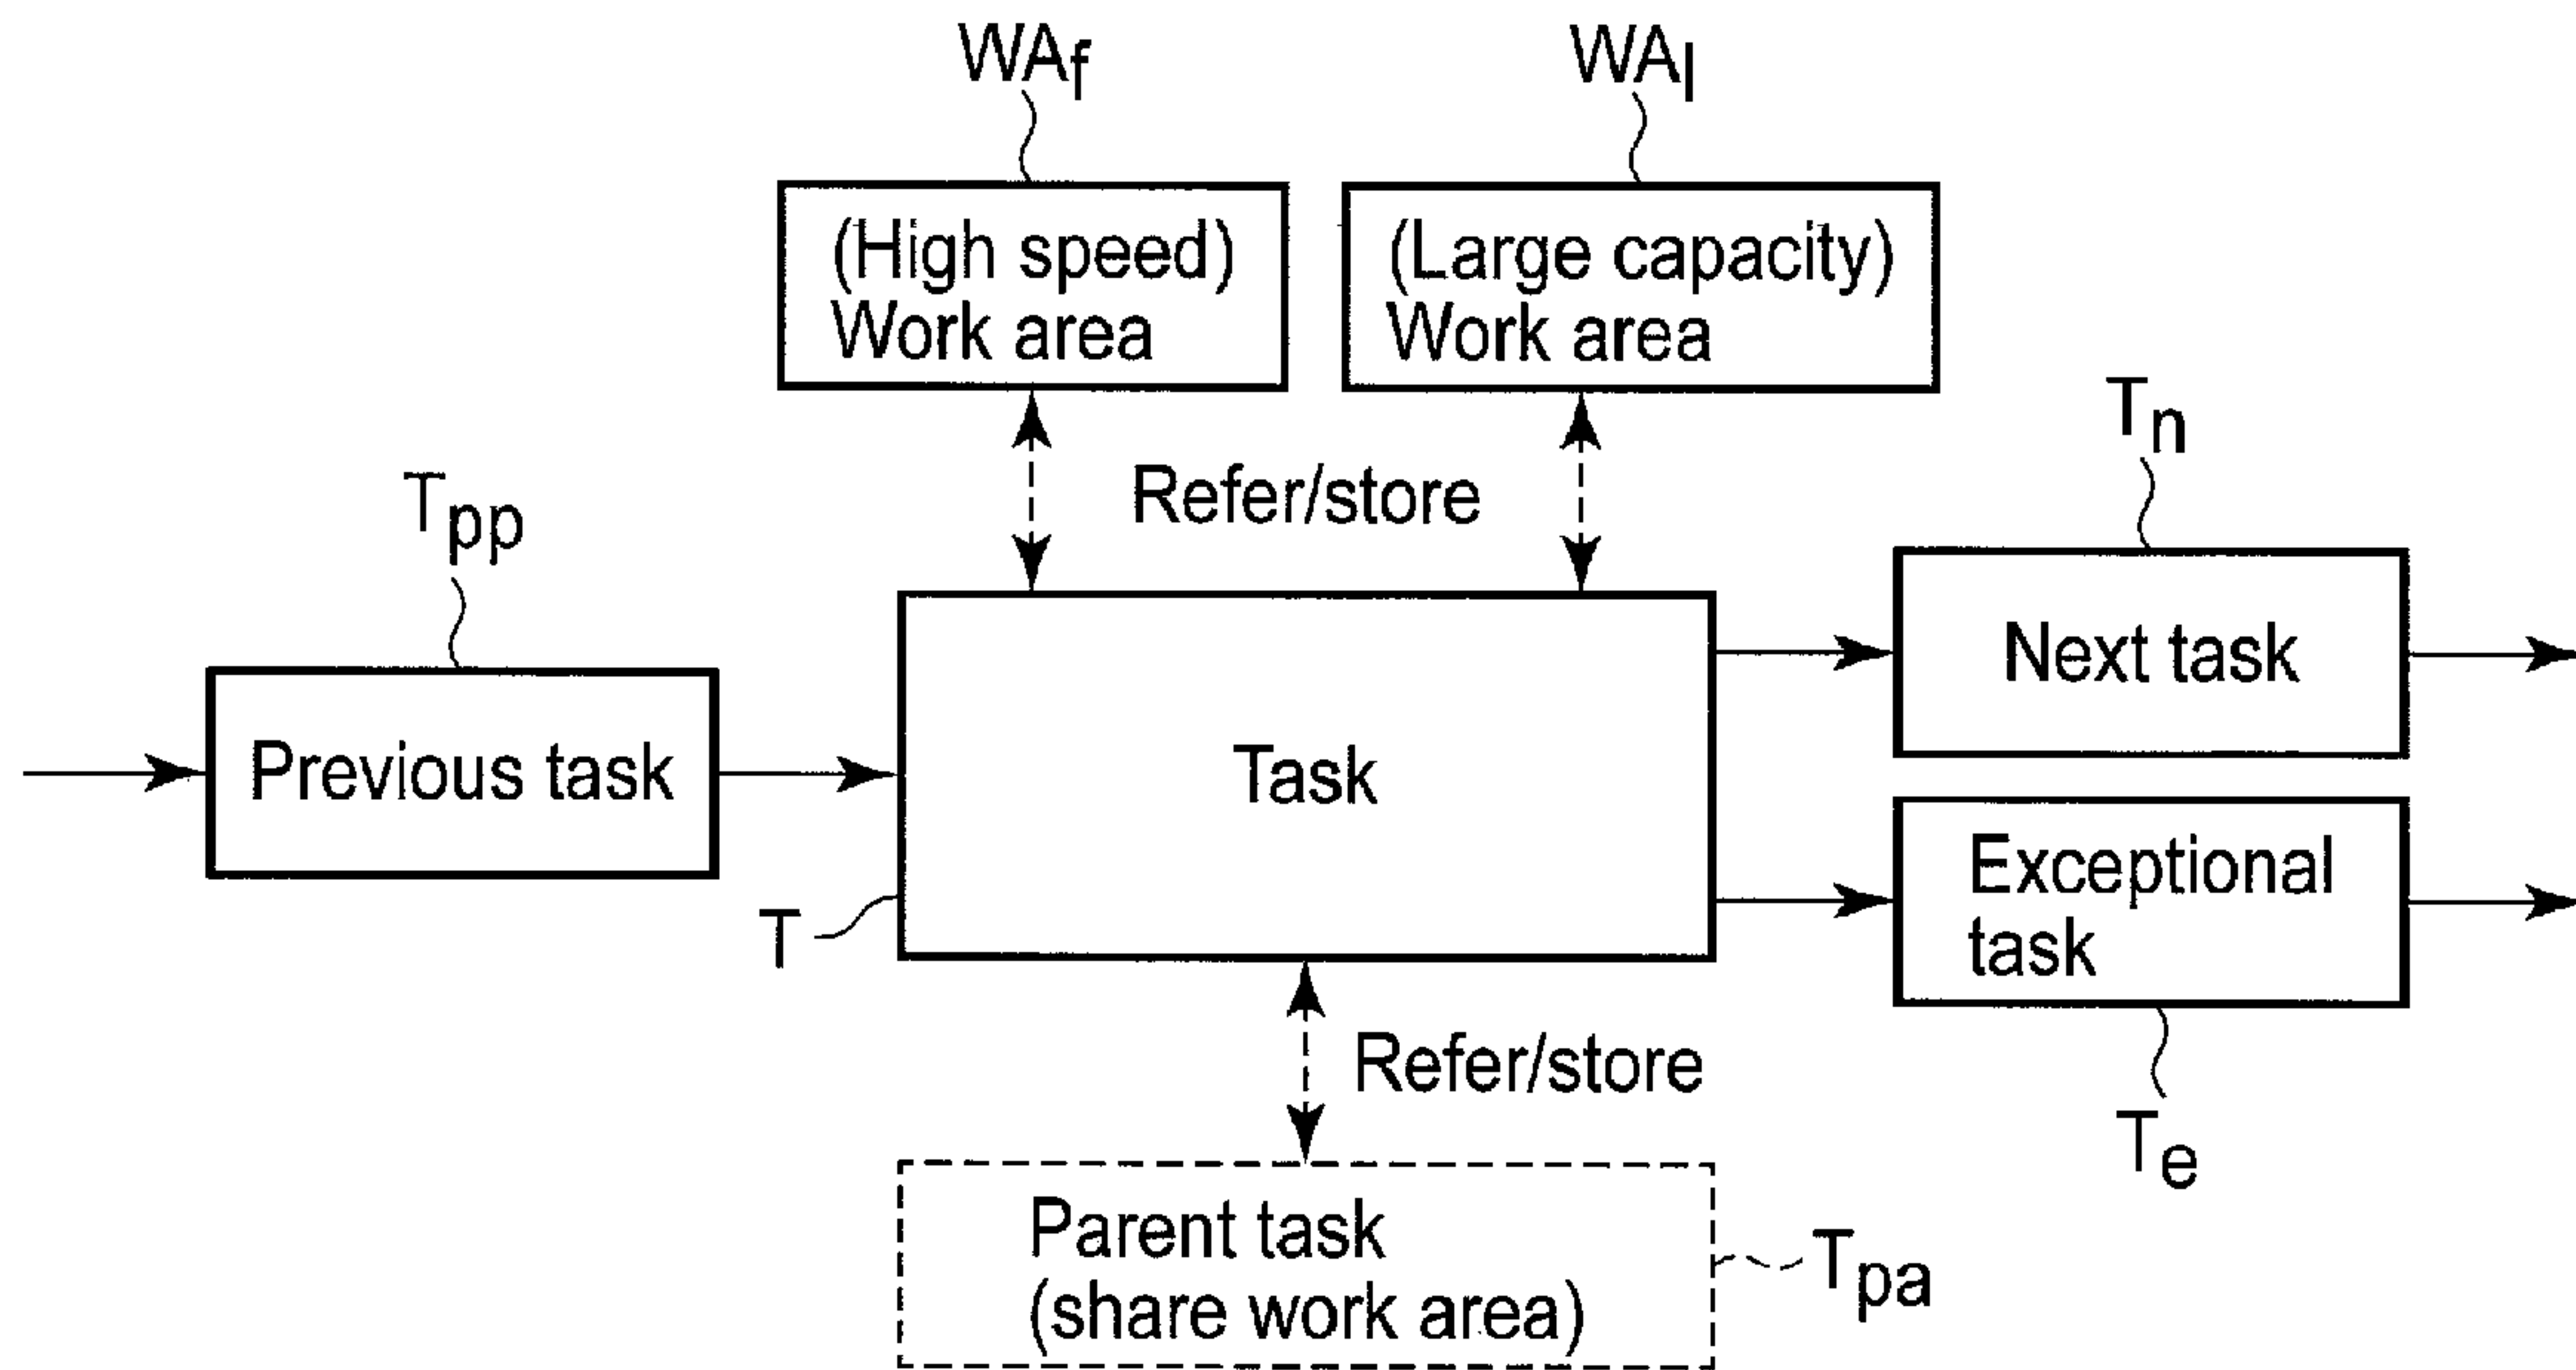 WAf
WAl
(High speed)
Work area
(Large capacity)
Work area
Tn
Tpp
Refer/store
Next task
Previous task
Task
Exceptional
task
T
Refer/store
Te
Parent task
(share work area)
Tpa